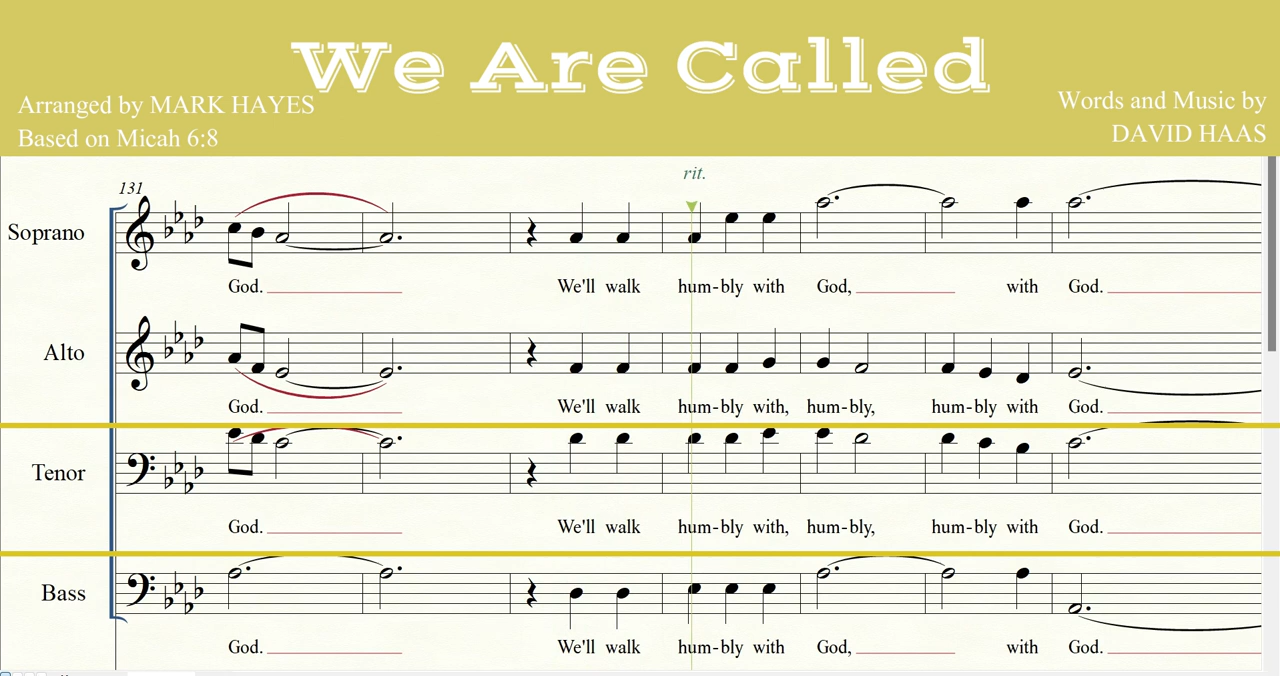 We Are Called
Arranged by MARK HAYES
Based on Micah 6:8
Words and Music by
DAVID HAAS
rit.
131
Soprano
God. We'll walk hum-bly with God, with God.
Alto
God. We'll walk hum-bly with, hum-bly, hum-bly with God.
Tenor
God. We'll walk hum-bly with, hum-bly, hum-bly with God.
Bass
God. We'll walk hum-bly with God, with God.